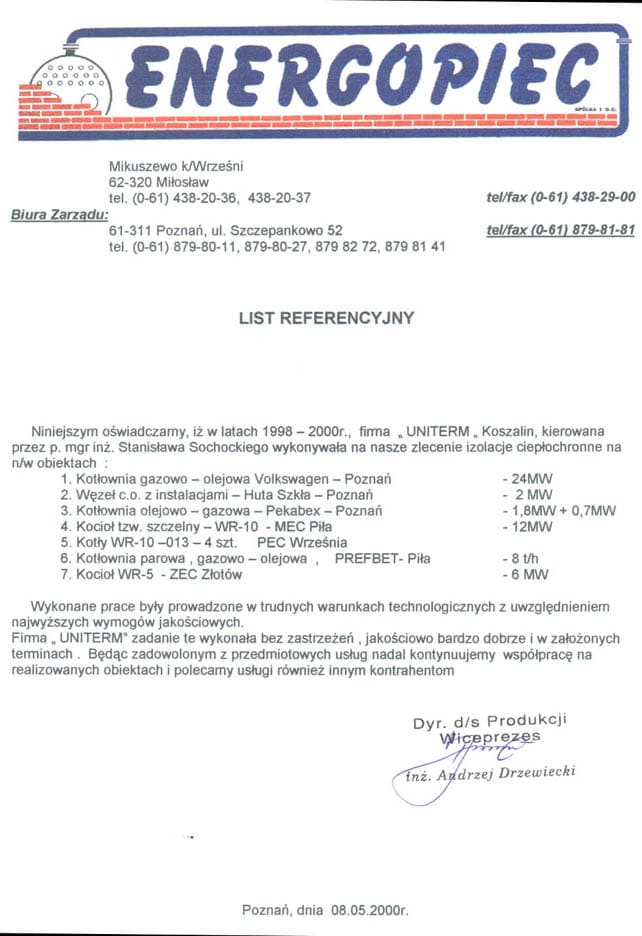 ENERGOPIEC
SPÓŁKA Z O.O.
Mikuszewo k/Wrześni
62-320 Miłosław
tel. (0-61) 438-20-36, 438-20-37 tel/fax (0-61) 438-29-00
Biura Zarządu:
61-311 Poznań, ul. Szczepankowo 52 tel/fax (0-61) 879-81-81
tel. (0-61) 879-80-11, 879-80-27, 879 82 72, 879 81 41
LIST REFERENCYJNY
Niniejszym oświadczamy, iż w latach 1998 – 2000r., firma „ UNITERM „ Koszalin, kierowana
przez p. mgr inż. Stanisława Sochockiego wykonywała na nasze zlecenie izolacje ciepłochronne na
n/w obiektach :
1. Kotłownia gazowo – olejowa Volkswagen – Poznań - 24MW
2. Węzeł c.o. z instalacjami – Huta Szkła – Poznań - 2 MW
3. Kotłownia olejowo – gazowa – Pekabex – Poznań - 1,8MW + 0,7MW
4. Kocioł tzw. szczelny – WR-10 - MEC Piła - 12MW
5. Kotły WR-10 –013 – 4 szt. PEC Września
6. Kotłownia parowa , gazowo – olejowa , PREFBET- Piła - 8 t/h
7. Kocioł WR-5 - ZEC Złotów - 6 MW
Wykonane prace były prowadzone w trudnych warunkach technologicznych z uwzględnieniem
najwyższych wymogów jakościowych.
Firma „ UNITERM" zadanie te wykonała bez zastrzeżeń , jakościowo bardzo dobrze i w założonych
terminach . Będąc zadowolonym z przedmiotowych usług nadal kontynuujemy współpracę na
realizowanych obiektach i polecamy usługi również innym kontrahentom
Dyr. d/s Produkcji
Wiceprezes
inż. Andrzej Drzewiecki
Poznań, dnia 08.05.2000r.